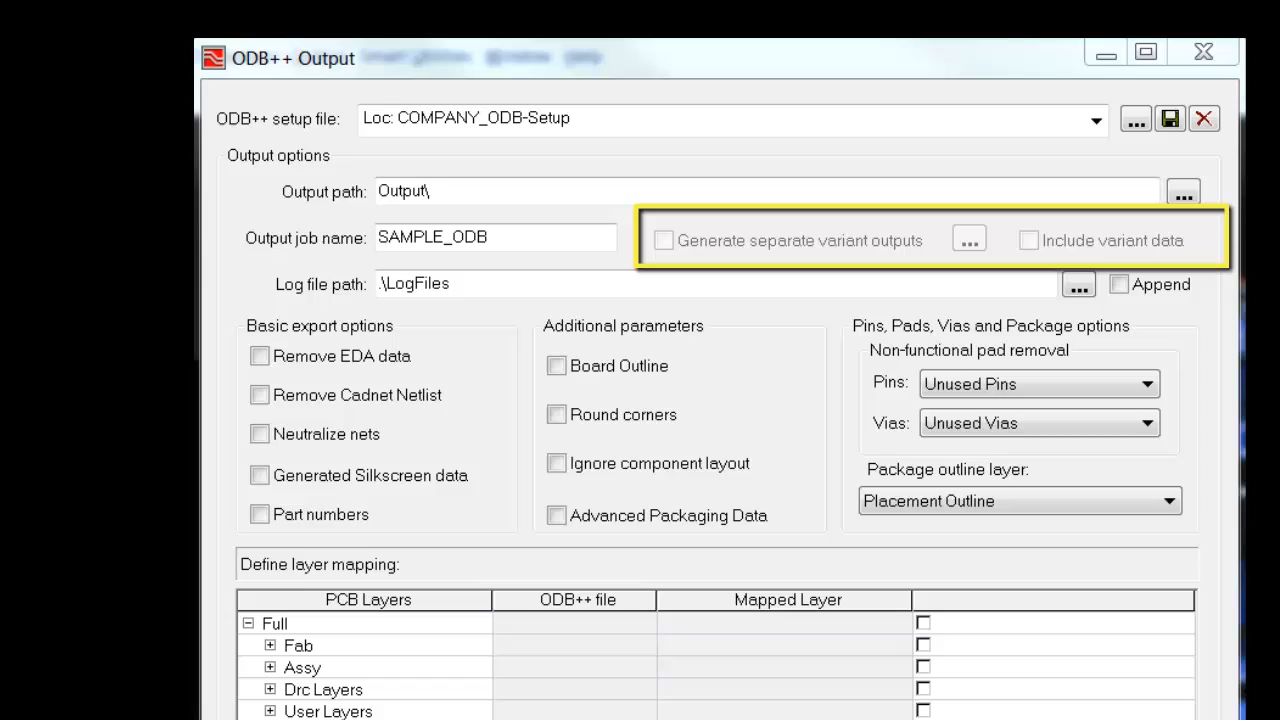 ODB++ Output
ODB++ setup file: Loc: COMPANY_ODB-Setup ...
Output options
Output path: Output\ ...
Output job name: SAMPLE_ODB Generate separate variant outputs ... Include variant data
Log file path: .\LogFiles ... Append
Basic export options
Remove EDA data
Remove Cadnet Netlist
Neutralize nets
Generated Silkscreen data
Part numbers
Additional parameters
Board Outline
Round corners
Ignore component layout
Advanced Packaging Data
Pins, Pads, Vias and Package options
Non-functional pad removal
Pins: Unused Pins
Vias: Unused Vias
Package outline layer:
Placement Outline
Define layer mapping:
PCB Layers ODB++ file Mapped Layer
Full
Fab
Assy
Drc Layers
User Layers